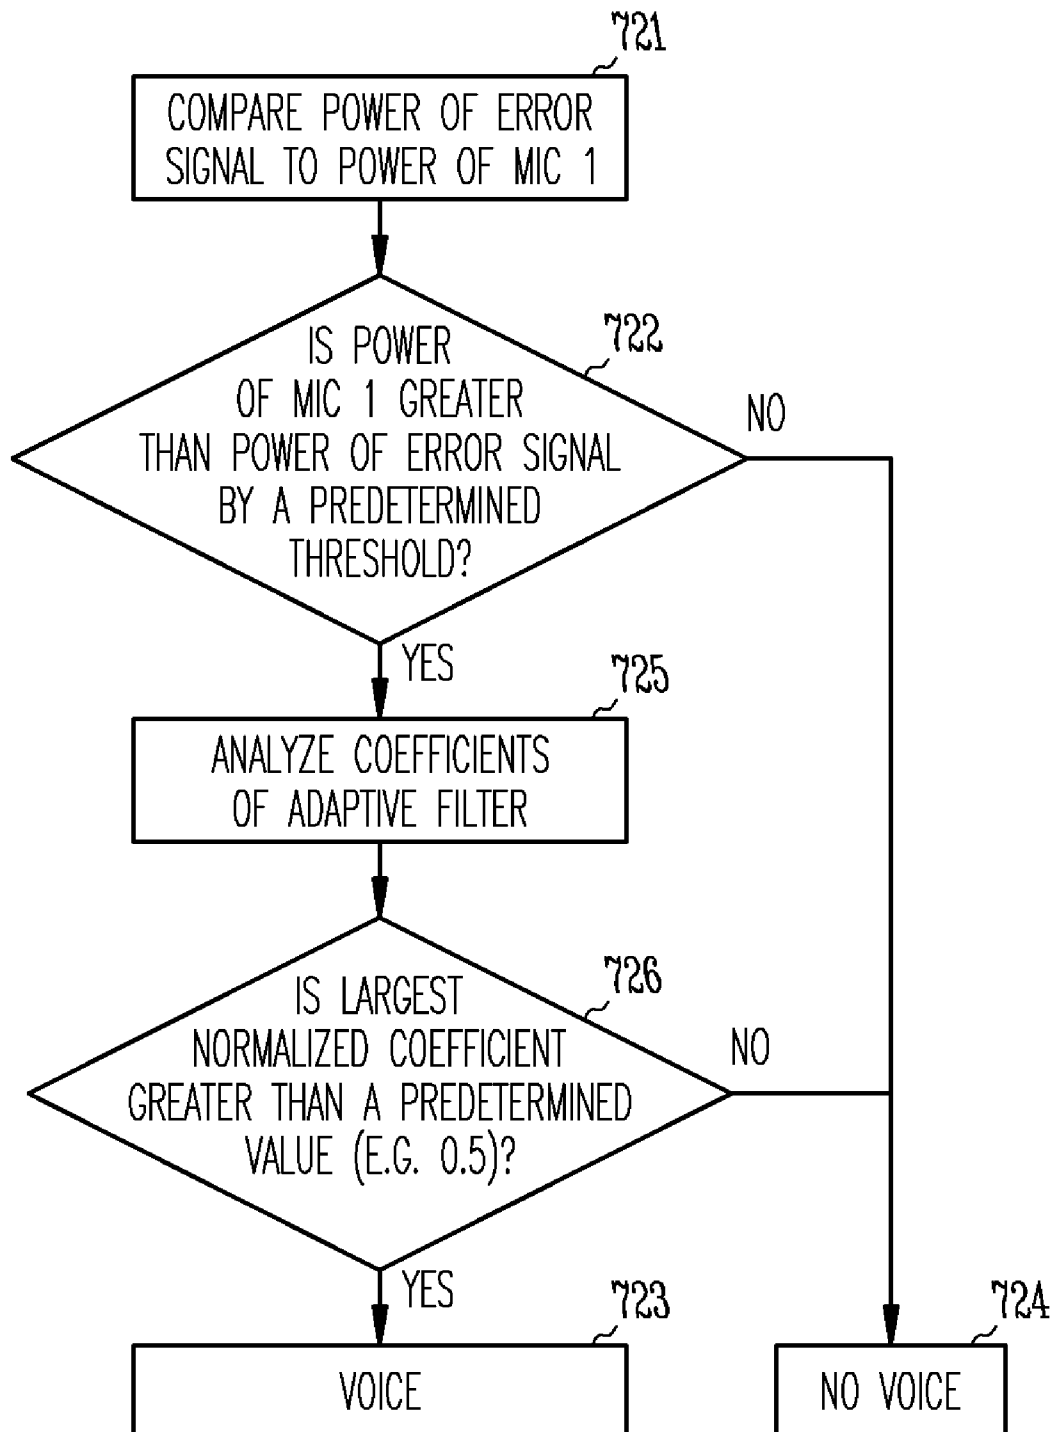 721
COMPARE POWER OF ERROR
SIGNAL TO POWER OF MIC 1
722
IS POWER
OF MIC 1 GREATER
THAN POWER OF ERROR SIGNAL
BY A PREDETERMINED
THRESHOLD?
NO
YES
725
ANALYZE COEFFICIENTS
OF ADAPTIVE FILTER
726
IS LARGEST
NORMALIZED COEFFICIENT
GREATER THAN A PREDETERMINED
VALUE (E.G. 0.5)?
NO
YES
723
VOICE
724
NO VOICE